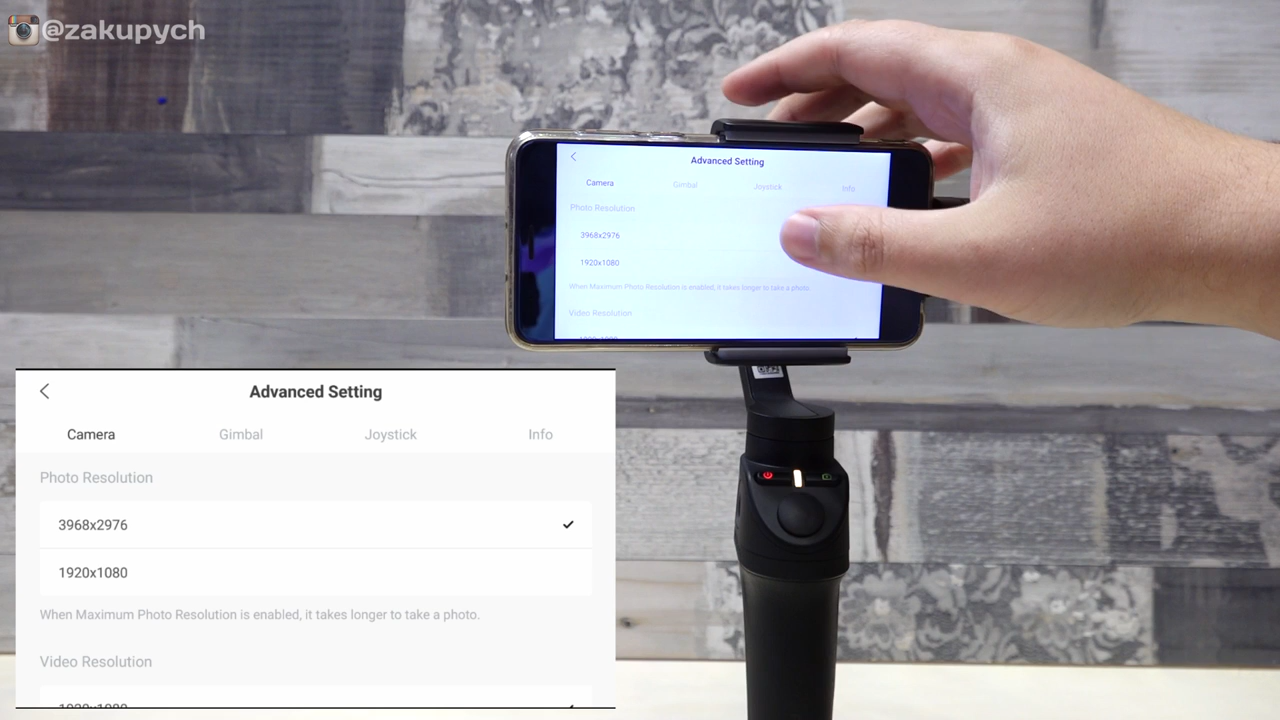 @zakupych
Advanced Setting
Camera Gimbal Joystick Info
Photo Resolution
3968x2976
1920x1080
When Maximum Photo Resolution is enabled, it takes longer to take a photo.
Video Resolution
Advanced Setting
Camera Gimbal Joystick Info
Photo Resolution
3968x2976
1920x1080
When Maximum Photo Resolution is enabled, it takes longer to take a photo.
Video Resolution